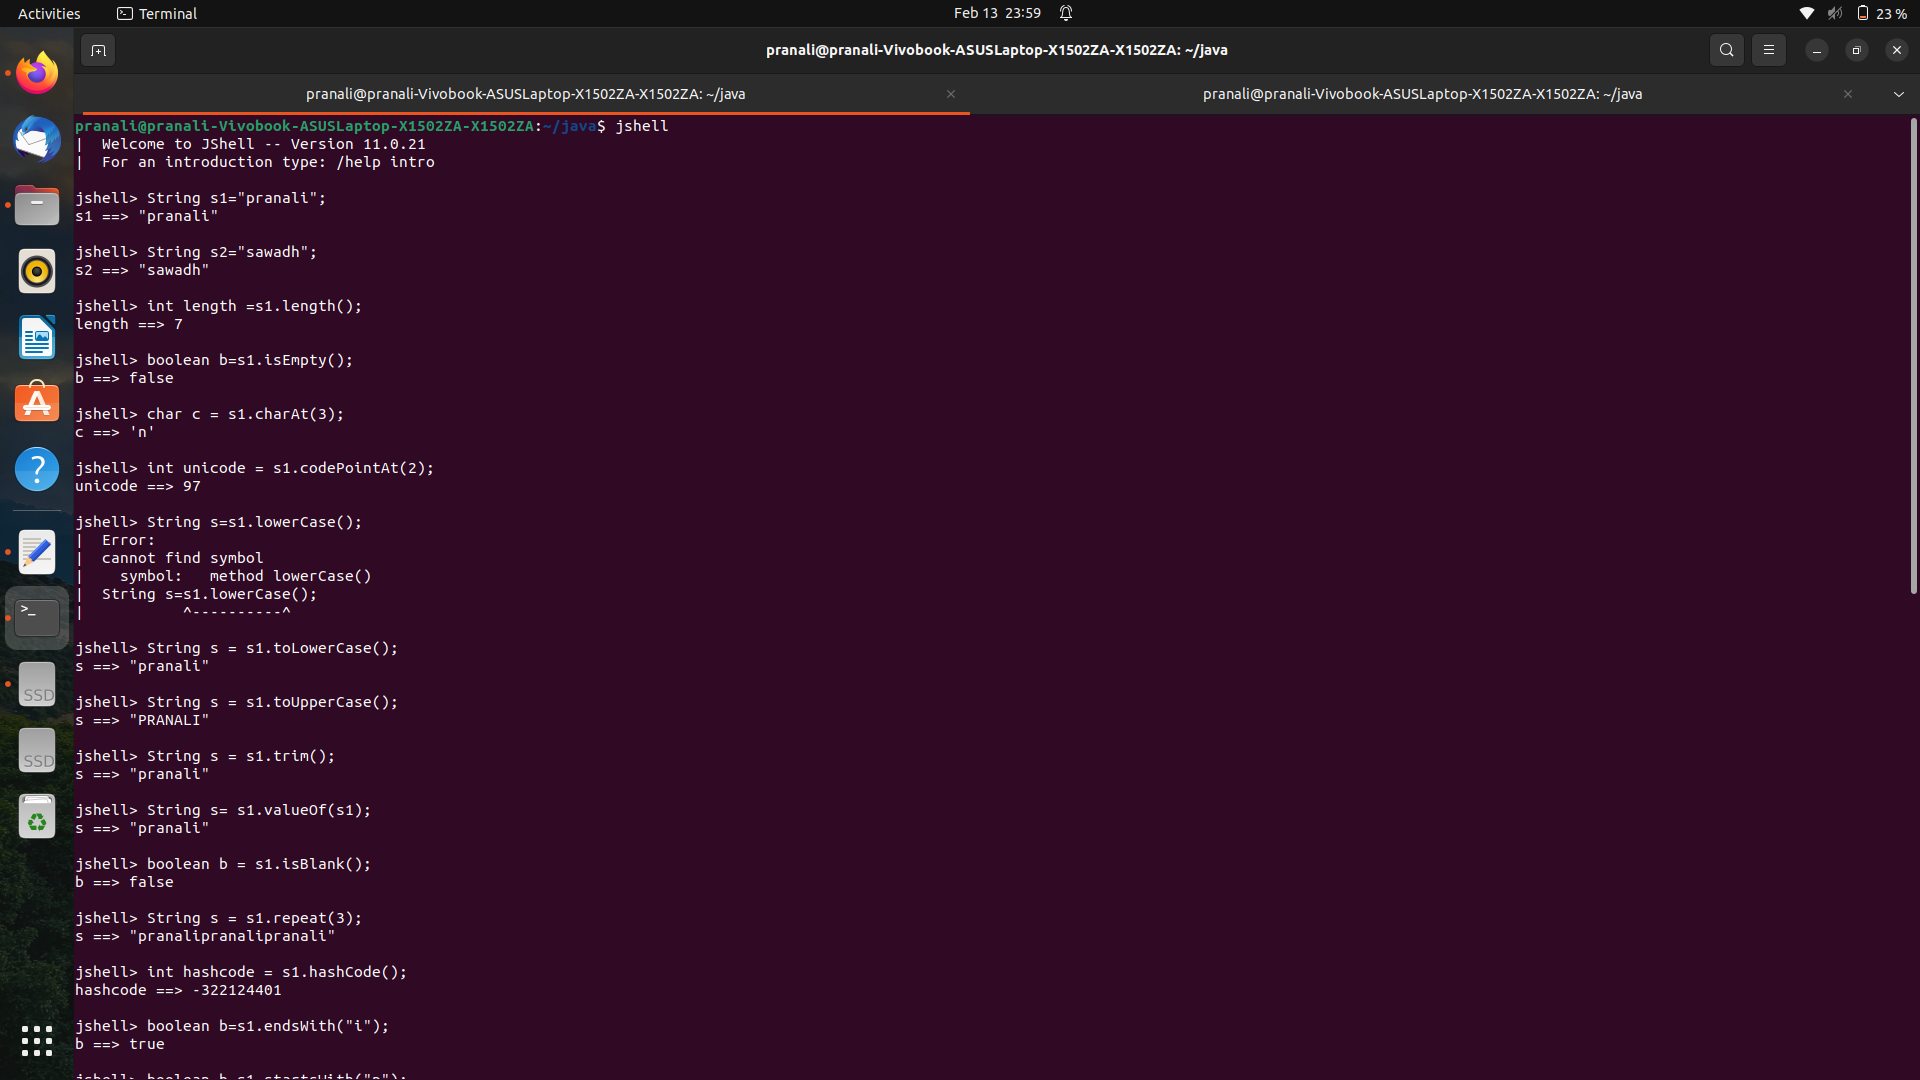 Activities
Terminal
Feb 13 23:59
23 %
pranali@pranali-Vivobook-ASUSLaptop-X1502ZA-X1502ZA: ~/java
pranali@pranali-Vivobook-ASUSLaptop-X1502ZA-X1502ZA: ~/java
pranali@pranali-Vivobook-ASUSLaptop-X1502ZA-X1502ZA: ~/java
pranali@pranali-Vivobook-ASUSLaptop-X1502ZA-X1502ZA:~/java$ jshell
|  Welcome to JShell -- Version 11.0.21
|  For an introduction type: /help intro
jshell> String s1="pranali";
s1 ==> "pranali"
jshell> String s2="sawadh";
s2 ==> "sawadh"
jshell> int length =s1.length();
length ==> 7
jshell> boolean b=s1.isEmpty();
b ==> false
jshell> char c = s1.charAt(3);
c ==> 'n'
jshell> int unicode = s1.codePointAt(2);
unicode ==> 97
jshell> String s=s1.lowerCase();
|  Error:
|  cannot find symbol
|    symbol:   method lowerCase()
|  String s=s1.lowerCase();
|           ^----------^
jshell> String s = s1.toLowerCase();
s ==> "pranali"
jshell> String s = s1.toUpperCase();
s ==> "PRANALI"
jshell> String s = s1.trim();
s ==> "pranali"
jshell> String s= s1.valueOf(s1);
s ==> "pranali"
jshell> boolean b = s1.isBlank();
b ==> false
jshell> String s = s1.repeat(3);
s ==> "pranalipranalipranali"
jshell> int hashcode = s1.hashCode();
hashcode ==> -322124401
jshell> boolean b=s1.endsWith("i");
b ==> true
jshell> boolean b=s1.startsWith("p");
SSD
SSD